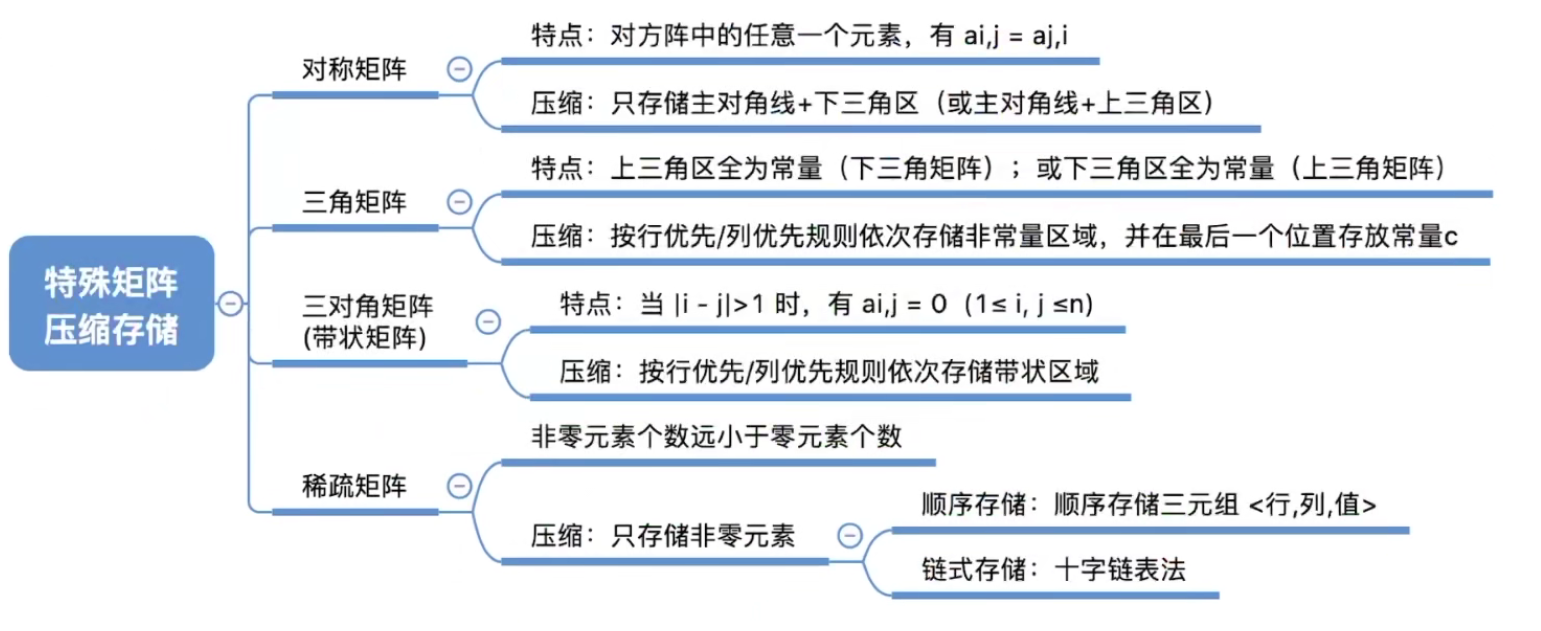 特殊矩阵
压缩存储
对称矩阵
特点：对方阵中的任意一个元素，有 ai,j = aj,i
压缩：只存储主对角线+下三角区（或主对角线+上三角区）
三角矩阵
特点：上三角区全为常量（下三角矩阵）；或下三角区全为常量（上三角矩阵）
压缩：按行优先/列优先规则依次存储非常量区域，并在最后一个位置存放常量c
三对角矩阵
(带状矩阵)
特点：当 |i - j|>1 时，有 ai,j = 0（1≤ i, j ≤n）
压缩：按行优先/列优先规则依次存储带状区域
稀疏矩阵
非零元素个数远小于零元素个数
压缩：只存储非零元素
顺序存储：顺序存储三元组 <行,列,值>
链式存储：十字链表法